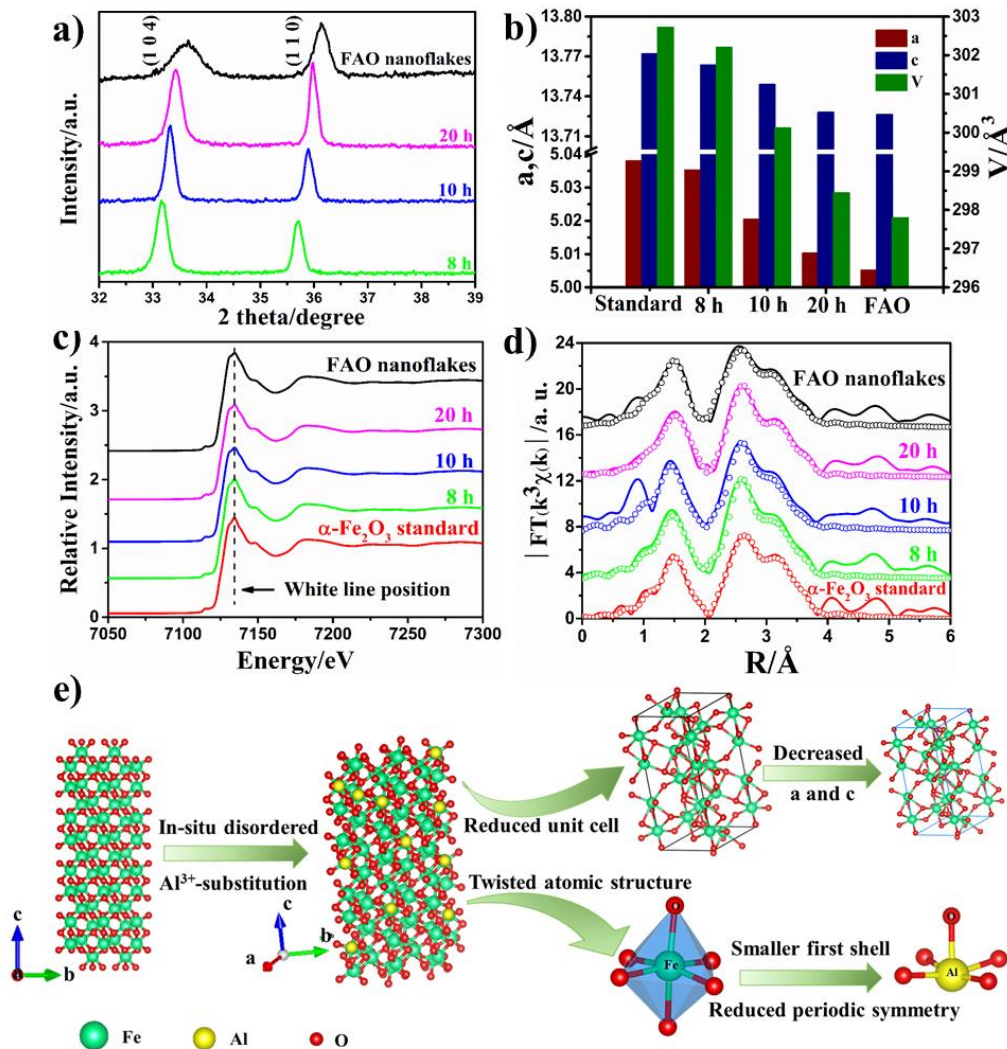 a)
(1 0 4)
(1 1 0)
FAO nanoflakes
20 h
10 h
8 h
Intensity/a.u.
32 33 34 35 36 37 38 39
2 theta/degree
b)
a
c
V
13.80
13.77
13.74
13.71
5.04
5.03
5.02
5.01
5.00
a,c/Å
303
302
301
300
299
298
297
296
V/Å³
Standard 8 h 10 h 20 h FAO
c)
FAO nanoflakes
20 h
10 h
8 h
α-Fe₂O₃ standard
White line position
4
3
2
1
0
Relative Intensity/a.u.
7050 7100 7150 7200 7250 7300
Energy/eV
d)
FAO nanoflakes
20 h
10 h
8 h
α-Fe₂O₃ standard
24
20
16
12
8
4
0
|FT(k³χ(k)|/a. u.
0 1 2 3 4 5 6
R/Å
e)
In-situ disordered
Al³⁺-substitution
Reduced unit cell
Decreased
a and c
Twisted atomic structure
Smaller first shell
Reduced periodic symmetry
Fe
Al
O
c
b
c
b
a
Fe Al O